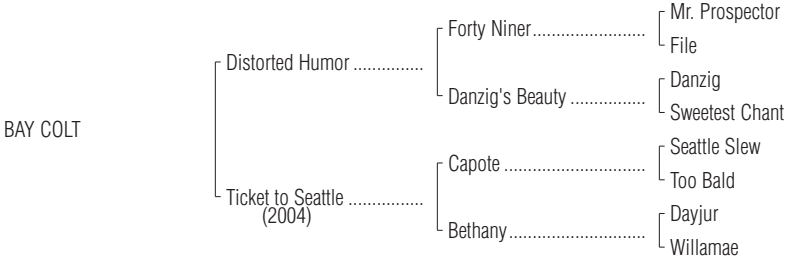 Mr. Prospector
Forty Niner........................
File
Distorted Humor ...............
Danzig
Danzig's Beauty ................
Sweetest Chant
BAY COLT
Seattle Slew
Capote ..............................
Too Bald
Ticket to Seattle ................
(2004)
Dayjur
Bethany.............................
Willamae